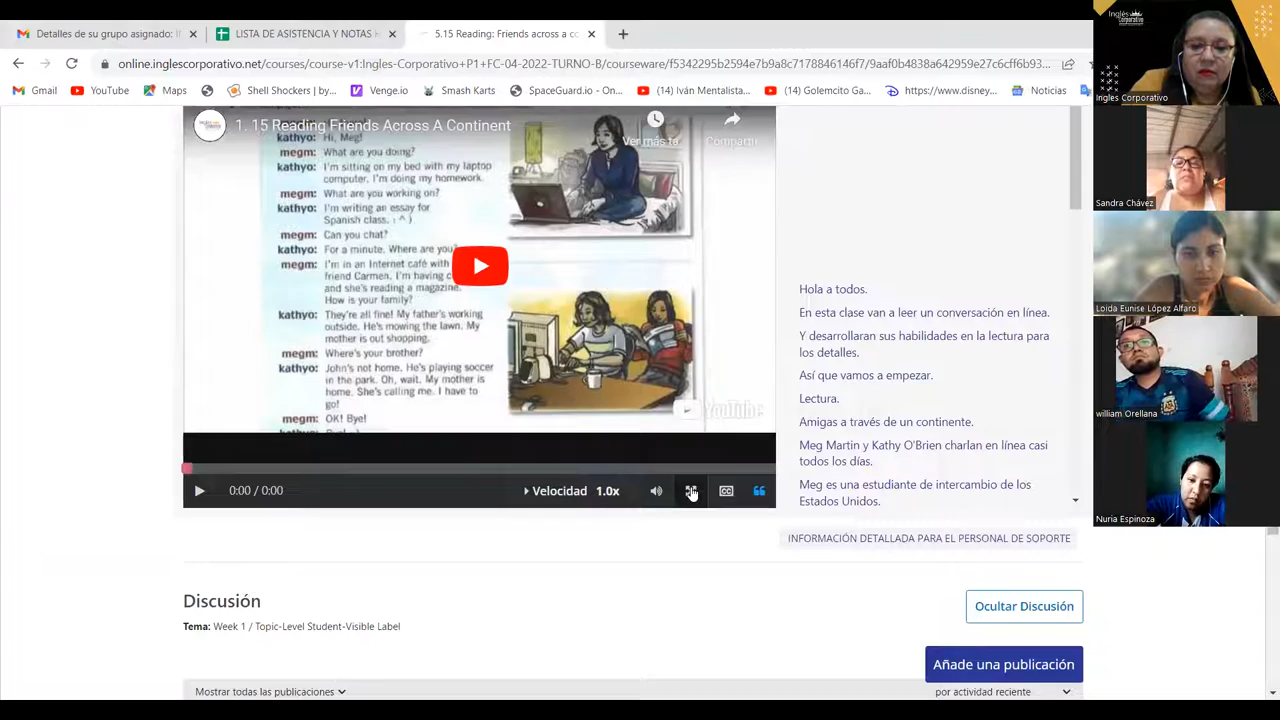 Detalles de su grupo asignado: I
LISTA DE ASISTENCIA Y NOTAS
5.15 Reading: Friends across a co
online.inglescorporativo.net/courses/course-v1:Ingles-Corporativo+P1+FC-04-2022-TURNO-B/courseware/f5342295b2594e7b9a8c7178846146f7/9aaf0b4838a642959e27c6cff6b93...
Gmail
YouTube
Maps
Shell Shockers | by...
Venge.io
Smash Karts
SpaceGuard.io - On...
(14) Iván Mentalista...
(14) Golemcito Ga...
https://www.disney...
Noticias
1. 15 Reading Friends Across A Continent
Ver más ta
Compartir
kathyo: Hi, Meg!
megm: What are you doing?
kathyo: I'm sitting on my bed with my laptop
computer. I'm doing my homework.
megm: What are you working on?
kathyo: I'm writing an essay for
Spanish class. : ^ )
megm: Can you chat?
kathyo: For a minute. Where are you?
megm: I'm in an Internet café with
friend Carmen. I'm having c
and she's reading a magazine.
How is your family?
kathyo: They're all fine! My father's working
outside. He's mowing the lawn. My
mother is out shopping.
megm: Where's your brother?
kathyo: John's not home. He's playing soccer
in the park. Oh, wait. My mother is
home. She's calling me. I have to
go!
megm: OK! Bye!
YouTube
0:00 / 0:00
Velocidad 1.0x
CC
Hola a todos.
En esta clase van a leer un conversación en línea.
Y desarrollaran sus habilidades en la lectura para
los detalles.
Así que vamos a empezar.
Lectura.
Amigas a través de un continente.
Meg Martin y Kathy O'Brien charlan en línea casi
todos los días.
Meg es una estudiante de intercambio de los
Estados Unidos.
INFORMACIÓN DETALLADA PARA EL PERSONAL DE SOPORTE
Discusión
Ocultar Discusión
Tema: Week 1 / Topic-Level Student-Visible Label
Añade una publicación
Mostrar todas las publicaciones
por actividad reciente
Inglés
Corporativo
Ingles Corporativo
Sandra Chávez
Loida Eunise López Alfaro
william Orellana
Nuria Espinoza